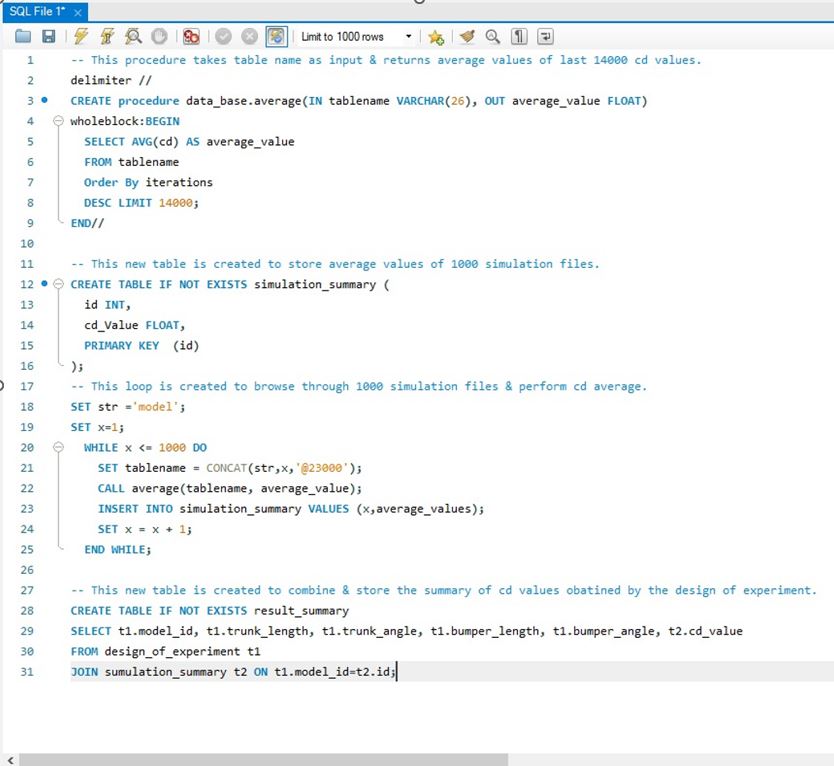 SQL File 1* ×
Limit to 1000 rows
1 -- This procedure takes table name as input & returns average values of last 14000 cd values.
2 delimiter //
3 CREATE procedure data_base.average(IN tablename VARCHAR(26), OUT average_value FLOAT)
4 wholeblock:BEGIN
5 SELECT AVG(cd) AS average_value
6 FROM tablename
7 Order By iterations
8 DESC LIMIT 14000;
9 END//
10
11 -- This new table is created to store average values of 1000 simulation files.
12 CREATE TABLE IF NOT EXISTS simulation_summary (
13 id INT,
14 cd_Value FLOAT,
15 PRIMARY KEY (id)
16 );
17 -- This loop is created to browse through 1000 simulation files & perform cd average.
18 SET str ='model';
19 SET x=1;
20 WHILE x <= 1000 DO
21 SET tablename = CONCAT(str,x,'@23000');
22 CALL average(tablename, average_value);
23 INSERT INTO simulation_summary VALUES (x,average_values);
24 SET x = x + 1;
25 END WHILE;
26
27 -- This new table is created to combine & store the summary of cd values obatined by the design of experiment.
28 CREATE TABLE IF NOT EXISTS result_summary
29 SELECT t1.model_id, t1.trunk_length, t1.trunk_angle, t1.bumper_length, t1.bumper_angle, t2.cd_value
30 FROM design_of_experiment t1
31 JOIN sumulation_summary t2 ON t1.model_id=t2.id;